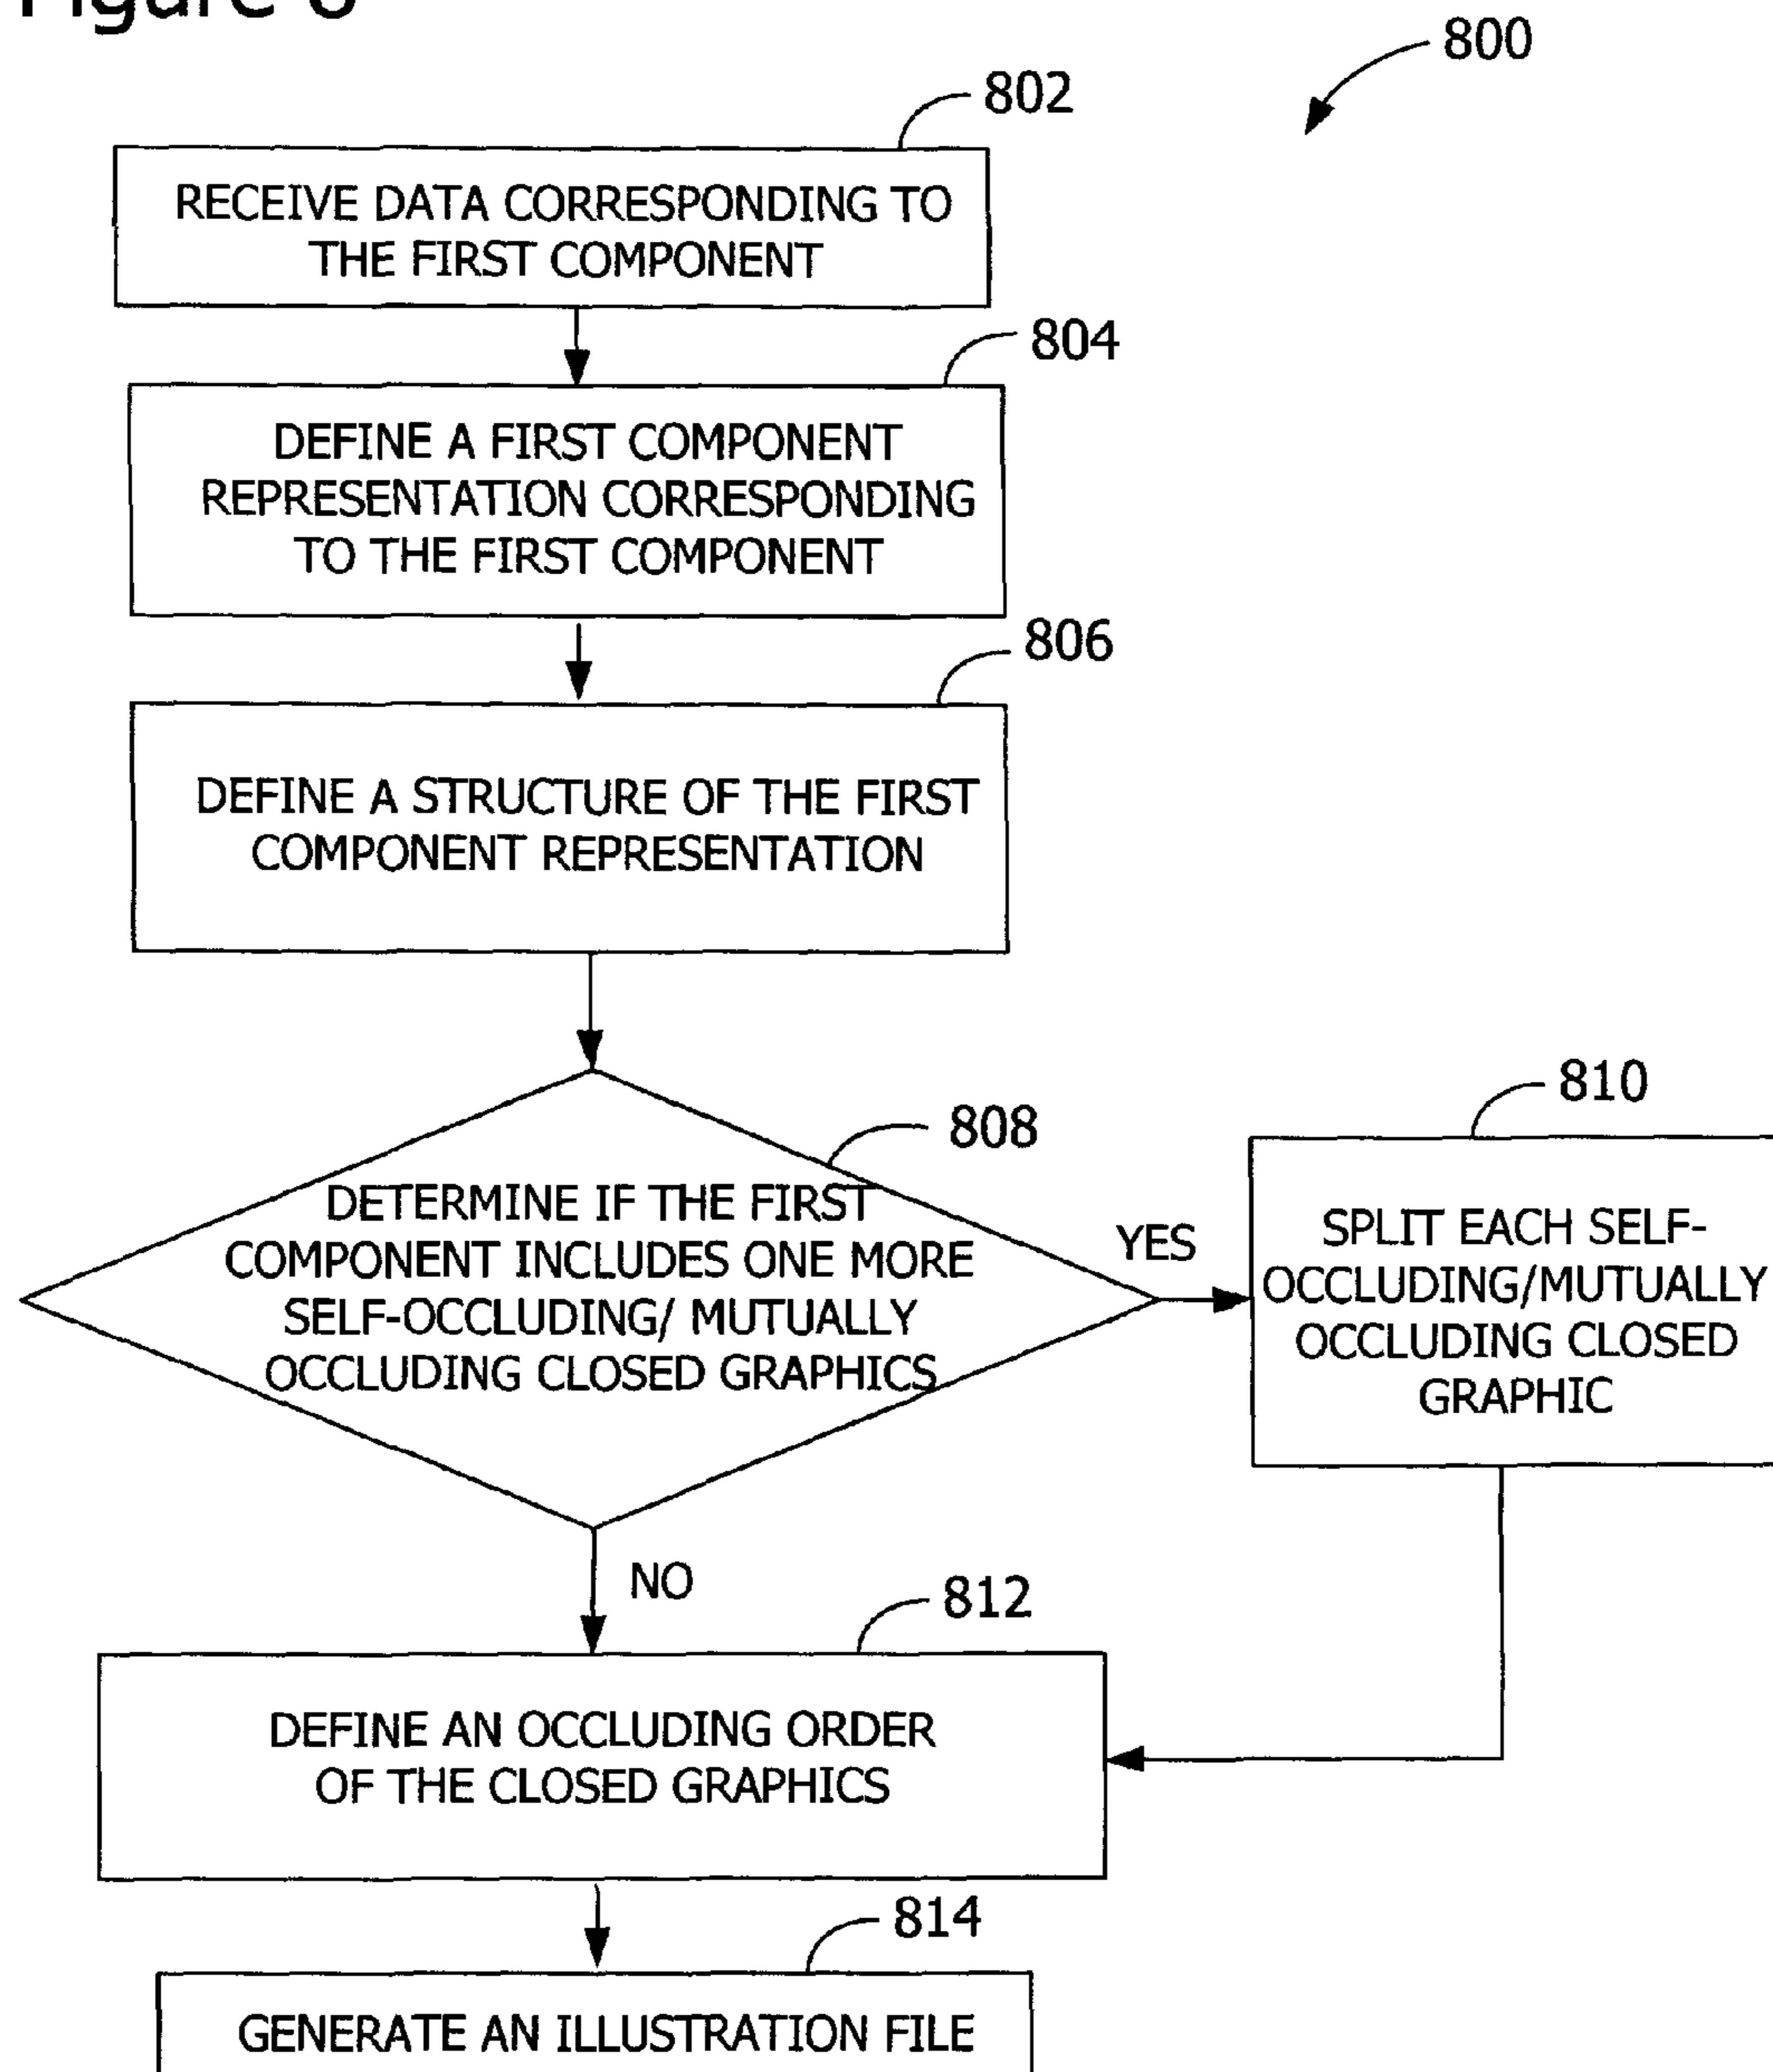 Figure 8
800
802
RECEIVE DATA CORRESPONDING TO
THE FIRST COMPONENT
804
DEFINE A FIRST COMPONENT
REPRESENTATION CORRESPONDING
TO THE FIRST COMPONENT
806
DEFINE A STRUCTURE OF THE FIRST
COMPONENT REPRESENTATION
808
DETERMINE IF THE FIRST
COMPONENT INCLUDES ONE MORE
SELF-OCCLUDING/ MUTUALLY
OCCLUDING CLOSED GRAPHICS
YES
810
SPLIT EACH SELF-
OCCLUDING/MUTUALLY
OCCLUDING CLOSED
GRAPHIC
NO
812
DEFINE AN OCCLUDING ORDER
OF THE CLOSED GRAPHICS
814
GENERATE AN ILLUSTRATION FILE